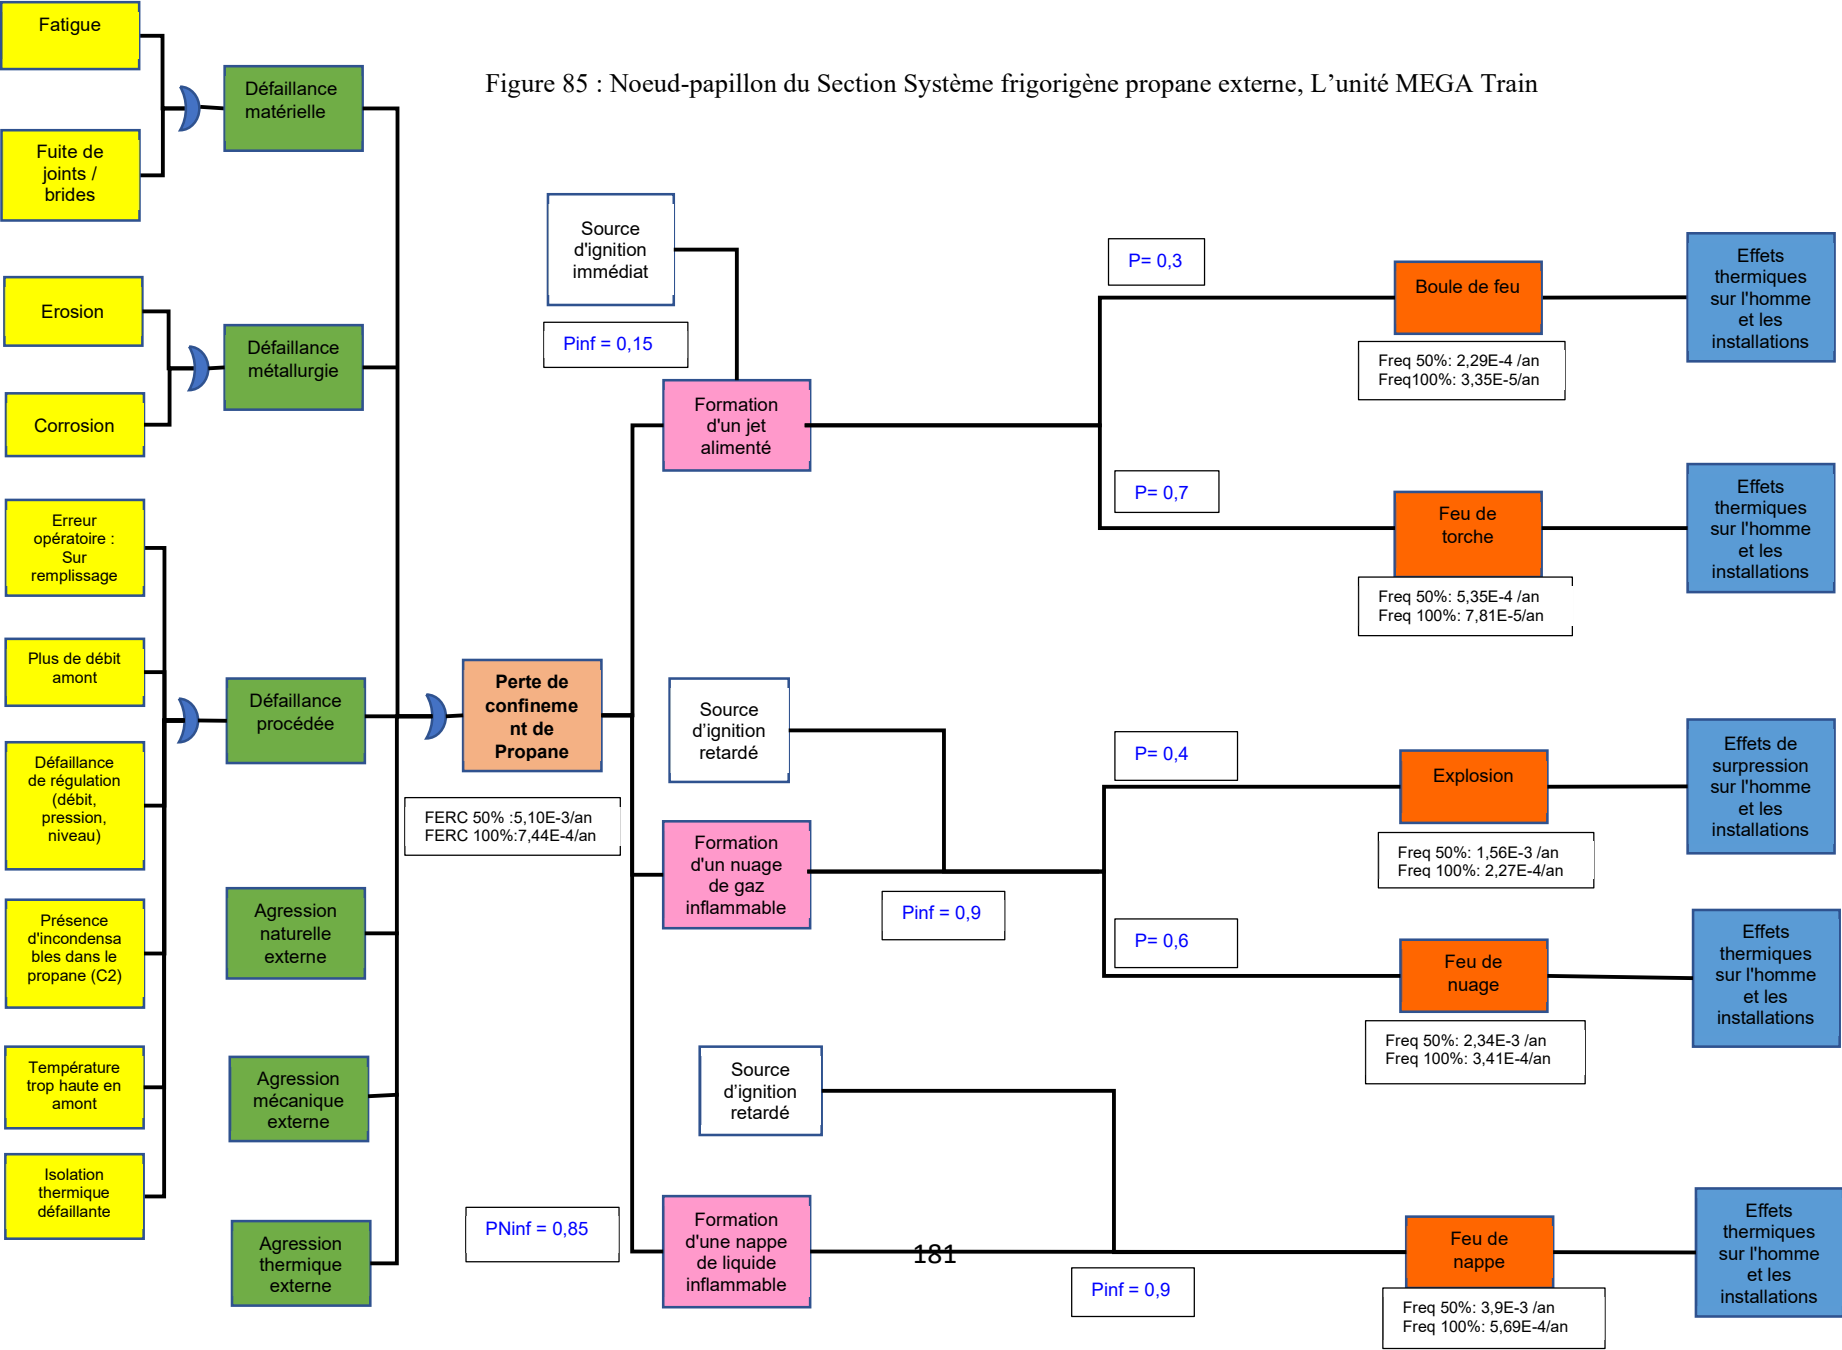 Figure 85 : Noeud-papillon du Section Système frigorigène propane externe, L’unité MEGA Train
Fatigue
Fuite de
joints /
brides
Erosion
Corrosion
Erreur
opératoire :
Sur
remplissage
Plus de débit
amont
Défaillance
de régulation
(débit,
pression,
niveau)
Présence
d'incondensa
bles dans le
propane (C2)
Température
trop haute en
amont
Isolation
thermique
défaillante
Défaillance
matérielle
Défaillance
métallurgie
Défaillance
procédée
Agression
naturelle
externe
Agression
mécanique
externe
Agression
thermique
externe
Perte de
confineme
nt de
Propane
FERC 50% :5,10E-3/an
FERC 100%:7,44E-4/an
PNinf = 0,85
Source
d'ignition
immédiat
Pinf = 0,15
Formation
d'un jet
alimenté
Source
d’ignition
retardé
Formation
d'un nuage
de gaz
inflammable
Pinf = 0,9
Source
d’ignition
retardé
Formation
d'une nappe
de liquide
inflammable
181
Pinf = 0,9
P= 0,3
P= 0,7
P= 0,4
P= 0,6
Boule de feu
Freq 50%: 2,29E-4 /an
Freq100%: 3,35E-5/an
Feu de
torche
Freq 50%: 5,35E-4 /an
Freq 100%: 7,81E-5/an
Explosion
Freq 50%: 1,56E-3 /an
Freq 100%: 2,27E-4/an
Feu de
nuage
Freq 50%: 2,34E-3 /an
Freq 100%: 3,41E-4/an
Feu de
nappe
Freq 50%: 3,9E-3 /an
Freq 100%: 5,69E-4/an
Effets
thermiques
sur l'homme
et les
installations
Effets
thermiques
sur l'homme
et les
installations
Effets de
surpression
sur l'homme
et les
installations
Effets
thermiques
sur l'homme
et les
installations
Effets
thermiques
sur l'homme
et les
installations